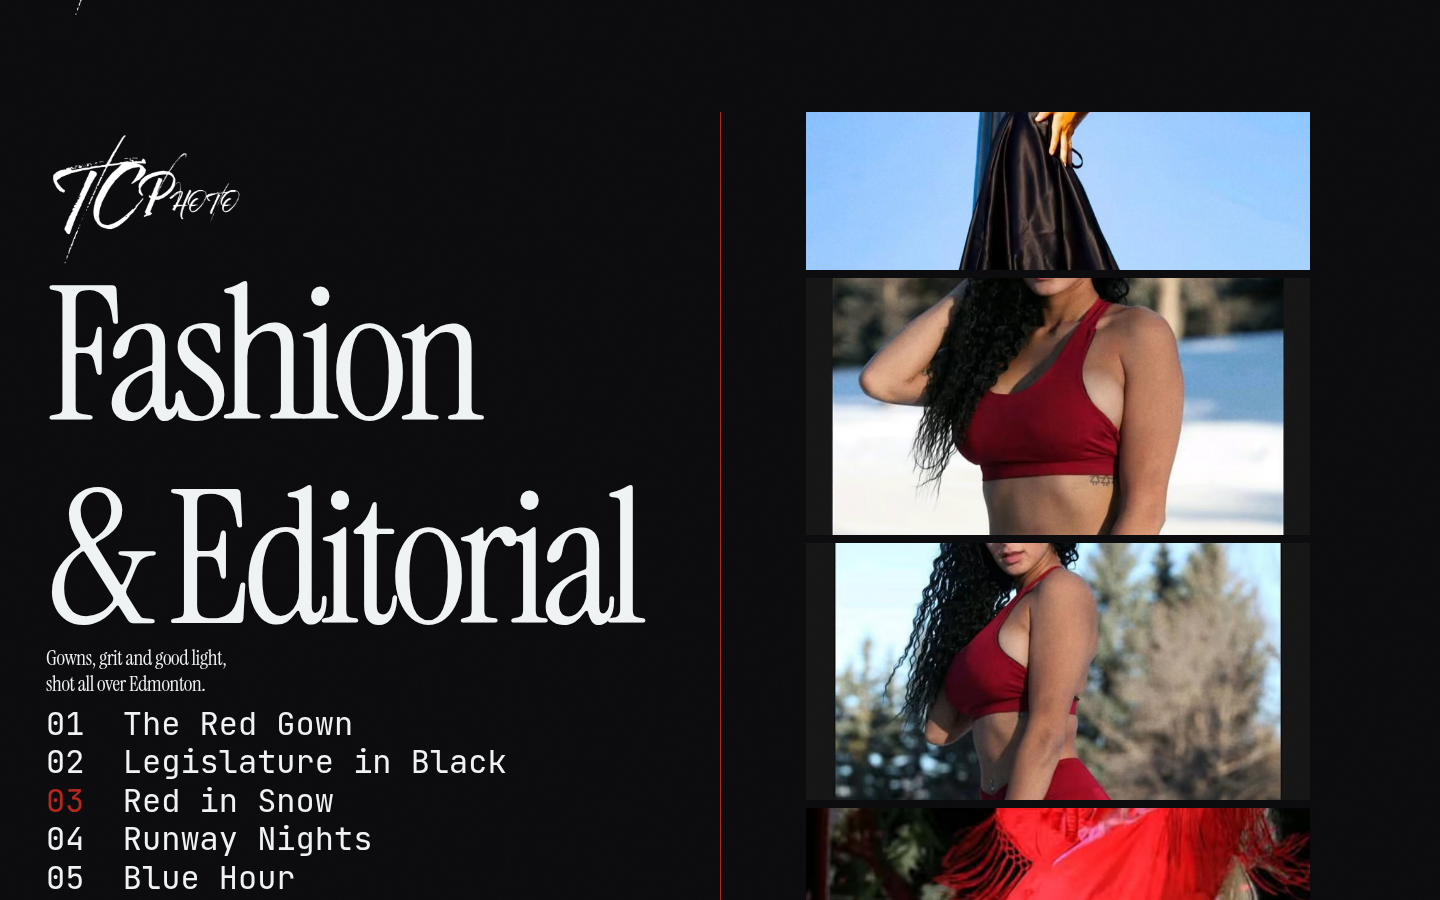 TCPHOTO
Fashion
& Editorial
Gowns, grit and good light,
shot all over Edmonton.
01 The Red Gown
02 Legislature in Black
03 Red in Snow
04 Runway Nights
05 Blue Hour